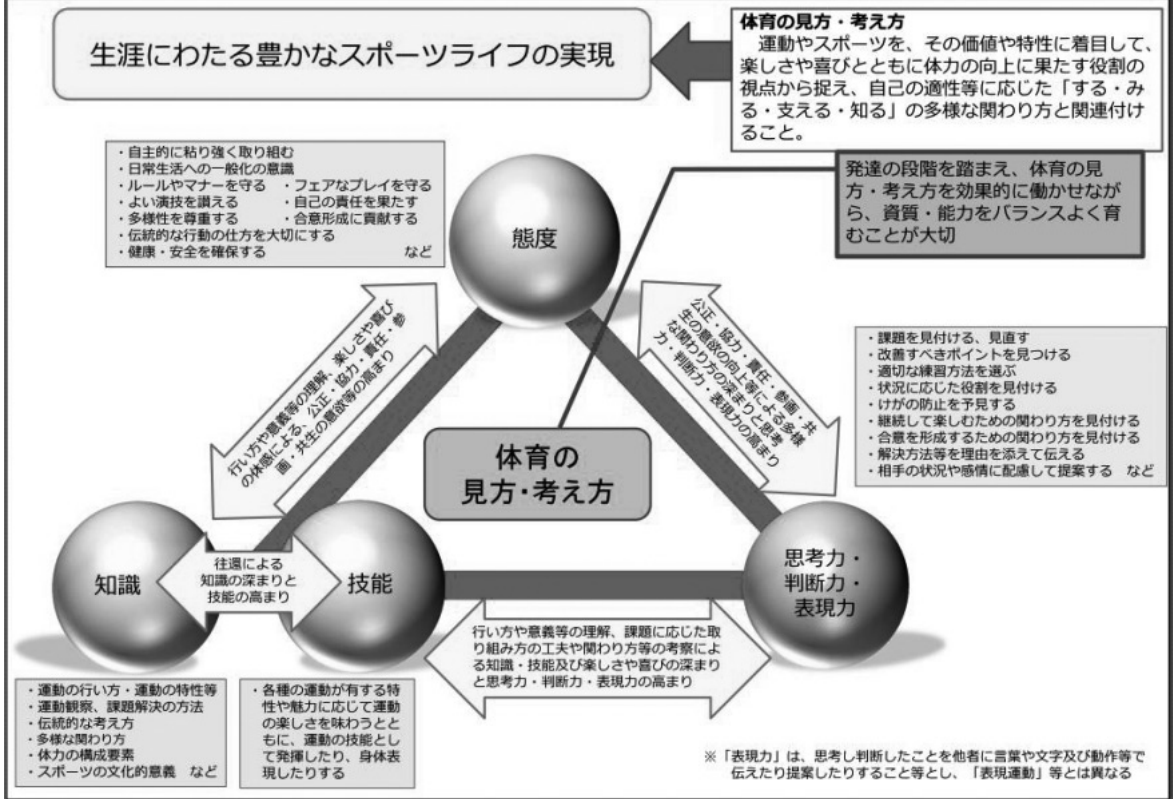 生涯にわたる豊かなスポーツライフの実現
体育の見方・考え方
運動やスポーツを、その価値や特性に着目して、
楽しさや喜びとともに体力の向上に果たす役割の
視点から捉え、自己の適性等に応じた「する・み
る・支える・知る」の多様な関わり方と関連付け
ること。
発達の段階を踏まえ、体育の見
方・考え方を効果的に働かせなが
ら、資質・能力をバランスよく育
むことが大切
・自主的に粘り強く取り組む
・日常生活への一般化の意識
・ルールやマナーを守る ・フェアなプレイを守る
・よい演技を讃える ・自己の責任を果たす
・多様性を尊重する ・合意形成に貢献する
・伝統的な行動の仕方を大切にする
・健康・安全を確保する など
態度
行い方や意義等の理解、楽しさや喜び
の体感による、公正・協力・責任・参
画・共生の意欲等の高まり
公正・協力・責任・参画・共
生の意欲の向上等による多様
な関わり方の深まりと思考
力・判断力・表現力の高まり
・課題を見付ける、見直す
・改善すべきポイントを見つける
・適切な練習方法を選ぶ
・状況に応じた役割を見付ける
・けがの防止を予見する
・継続して楽しむための関わり方を見付ける
・合意を形成するための関わり方を見付ける
・解決方法等を理由を添えて伝える
・相手の状況や感情に配慮して提案する など
体育の
見方・考え方
知識
往還による
知識の深まりと
技能の高まり
技能
思考力・
判断力・
表現力
行い方や意義等の理解、課題に応じた取
り組み方の工夫や関わり方等の考察によ
る知識・技能及び楽しさや喜びの深まり
と思考力・判断力・表現力の高まり
・運動の行い方・運動の特性等
・運動観察、課題解決の方法
・伝統的な考え方
・多様な関わり方
・体力の構成要素
・スポーツの文化的意義 など
・各種の運動が有する特
性や魅力に応じて運動
の楽しさを味わうとと
もに、運動の技能とし
て発揮したり、身体表
現したりする
※「表現力」は、思考し判断したことを他者に言葉や文字及び動作等で
伝えたり提案したりすること等とし、「表現運動」等とは異なる